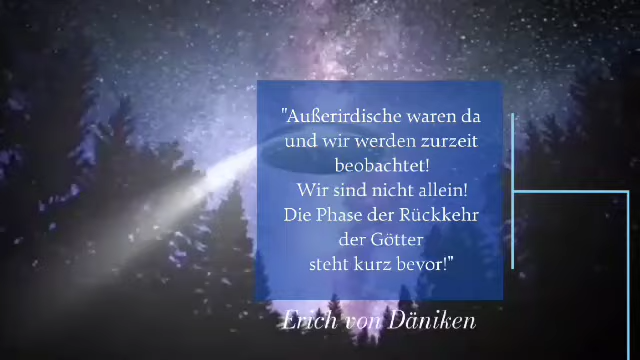 "Außerirdische waren da
und wir werden zurzeit
beobachtet!
Wir sind nicht allein!
Die Phase der Rückkehr
der Götter
steht kurz bevor!"
Erich von Däniken